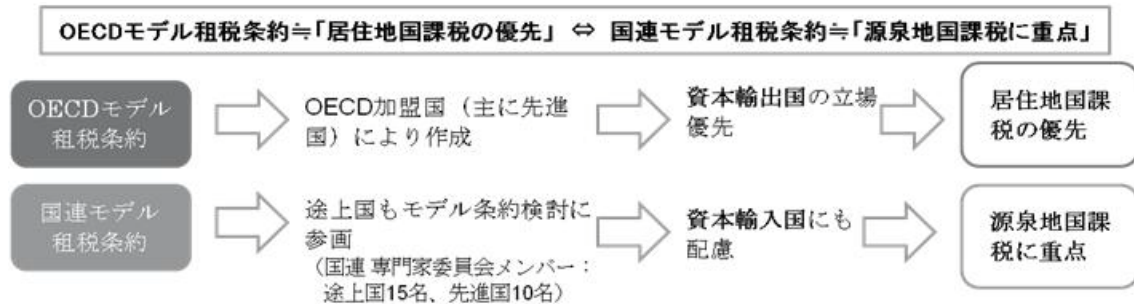 OECDモデル租税条約≒「居住地国課税の優先」 ⇔ 国連モデル租税条約≒「源泉地国課税に重点」
OECDモデル
租税条約
OECD加盟国（主に先進
国）により作成
資本輸出国の立場
優先
居住地国課
税の優先
国連モデル
租税条約
途上国もモデル条約検討に
参画
（国連 専門家委員会メンバー：
途上国15名、先進国10名）
資本輸入国にも
配慮
源泉地国課
税に重点